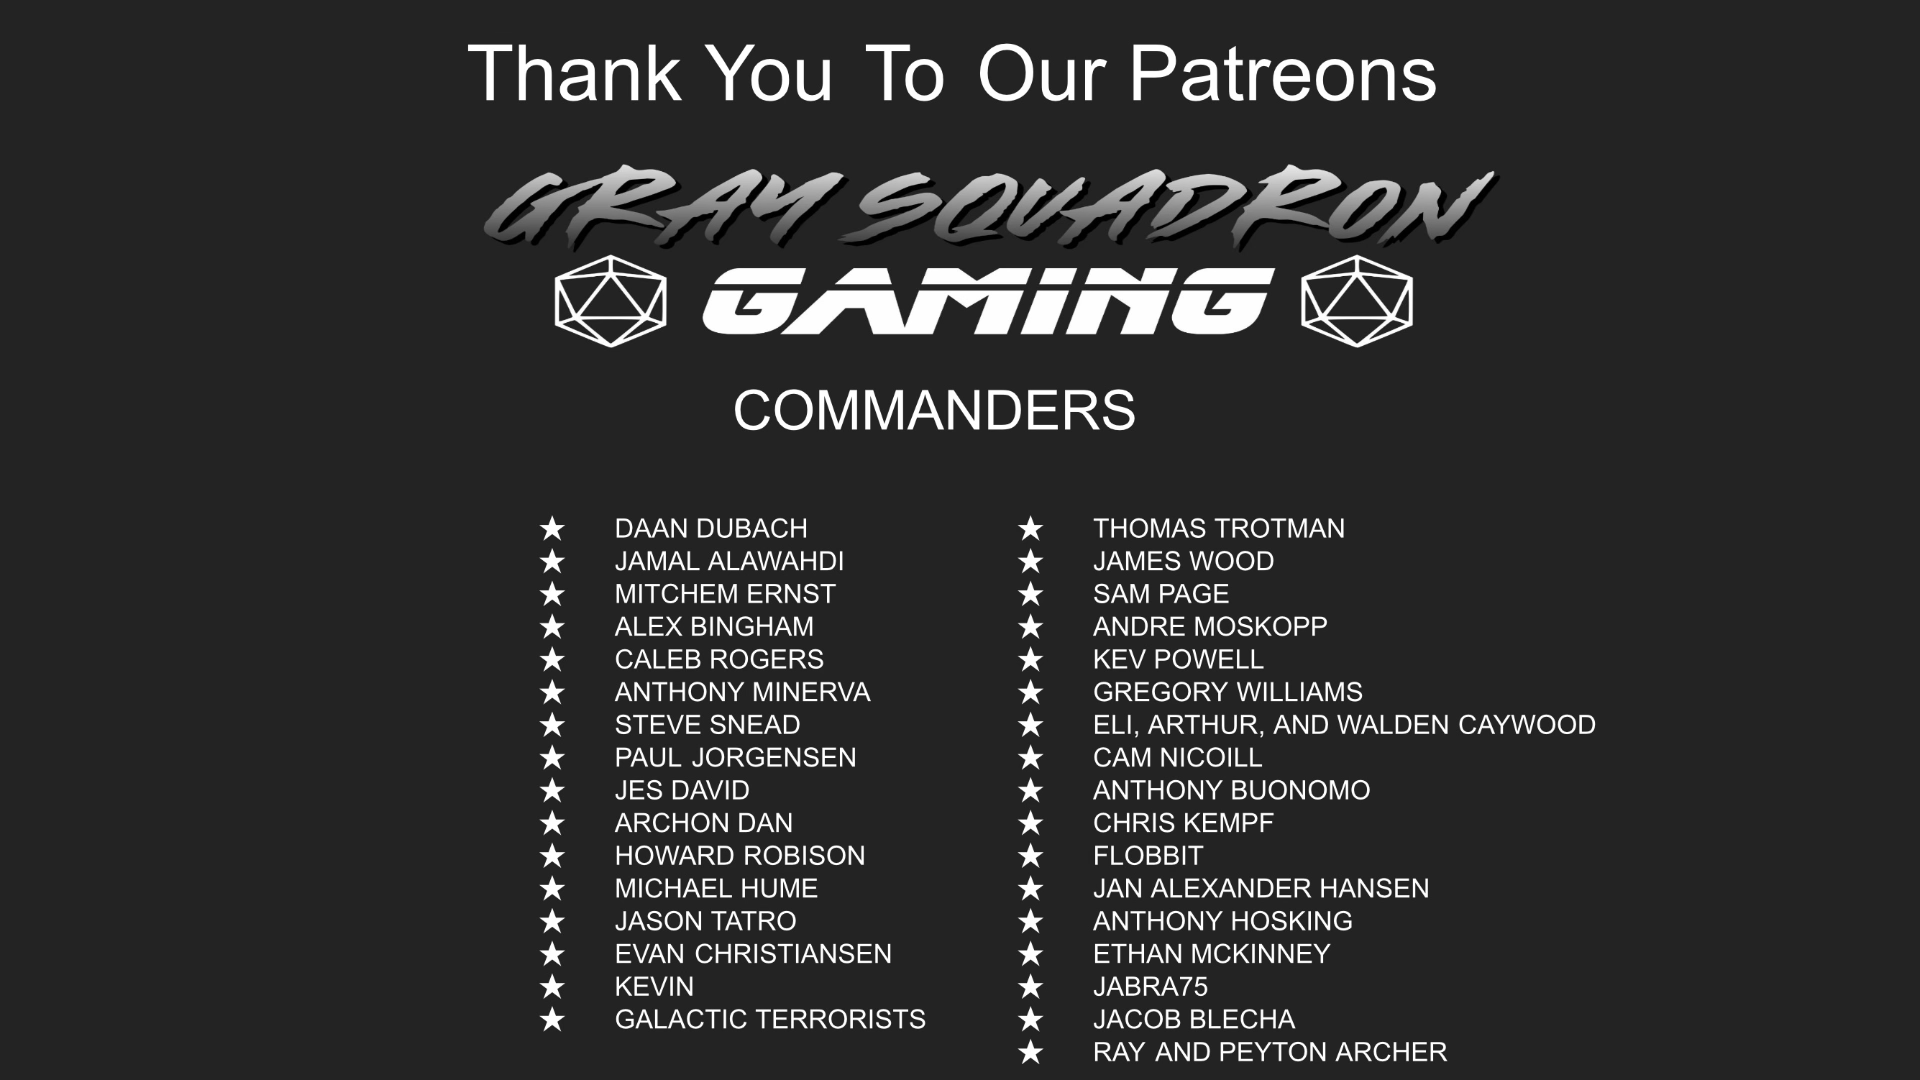 Thank You To Our Patreons
GRAY SQUADRON
GAMING
COMMANDERS
DAAN DUBACH
JAMAL ALAWAHDI
MITCHEM ERNST
ALEX BINGHAM
CALEB ROGERS
ANTHONY MINERVA
STEVE SNEAD
PAUL JORGENSEN
JES DAVID
ARCHON DAN
HOWARD ROBISON
MICHAEL HUME
JASON TATRO
EVAN CHRISTIANSEN
KEVIN
GALACTIC TERRORISTS
THOMAS TROTMAN
JAMES WOOD
SAM PAGE
ANDRE MOSKOPP
KEV POWELL
GREGORY WILLIAMS
ELI, ARTHUR, AND WALDEN CAYWOOD
CAM NICOILL
ANTHONY BUONOMO
CHRIS KEMPF
FLOBBIT
JAN ALEXANDER HANSEN
ANTHONY HOSKING
ETHAN MCKINNEY
JABRA75
JACOB BLECHA
RAY AND PEYTON ARCHER